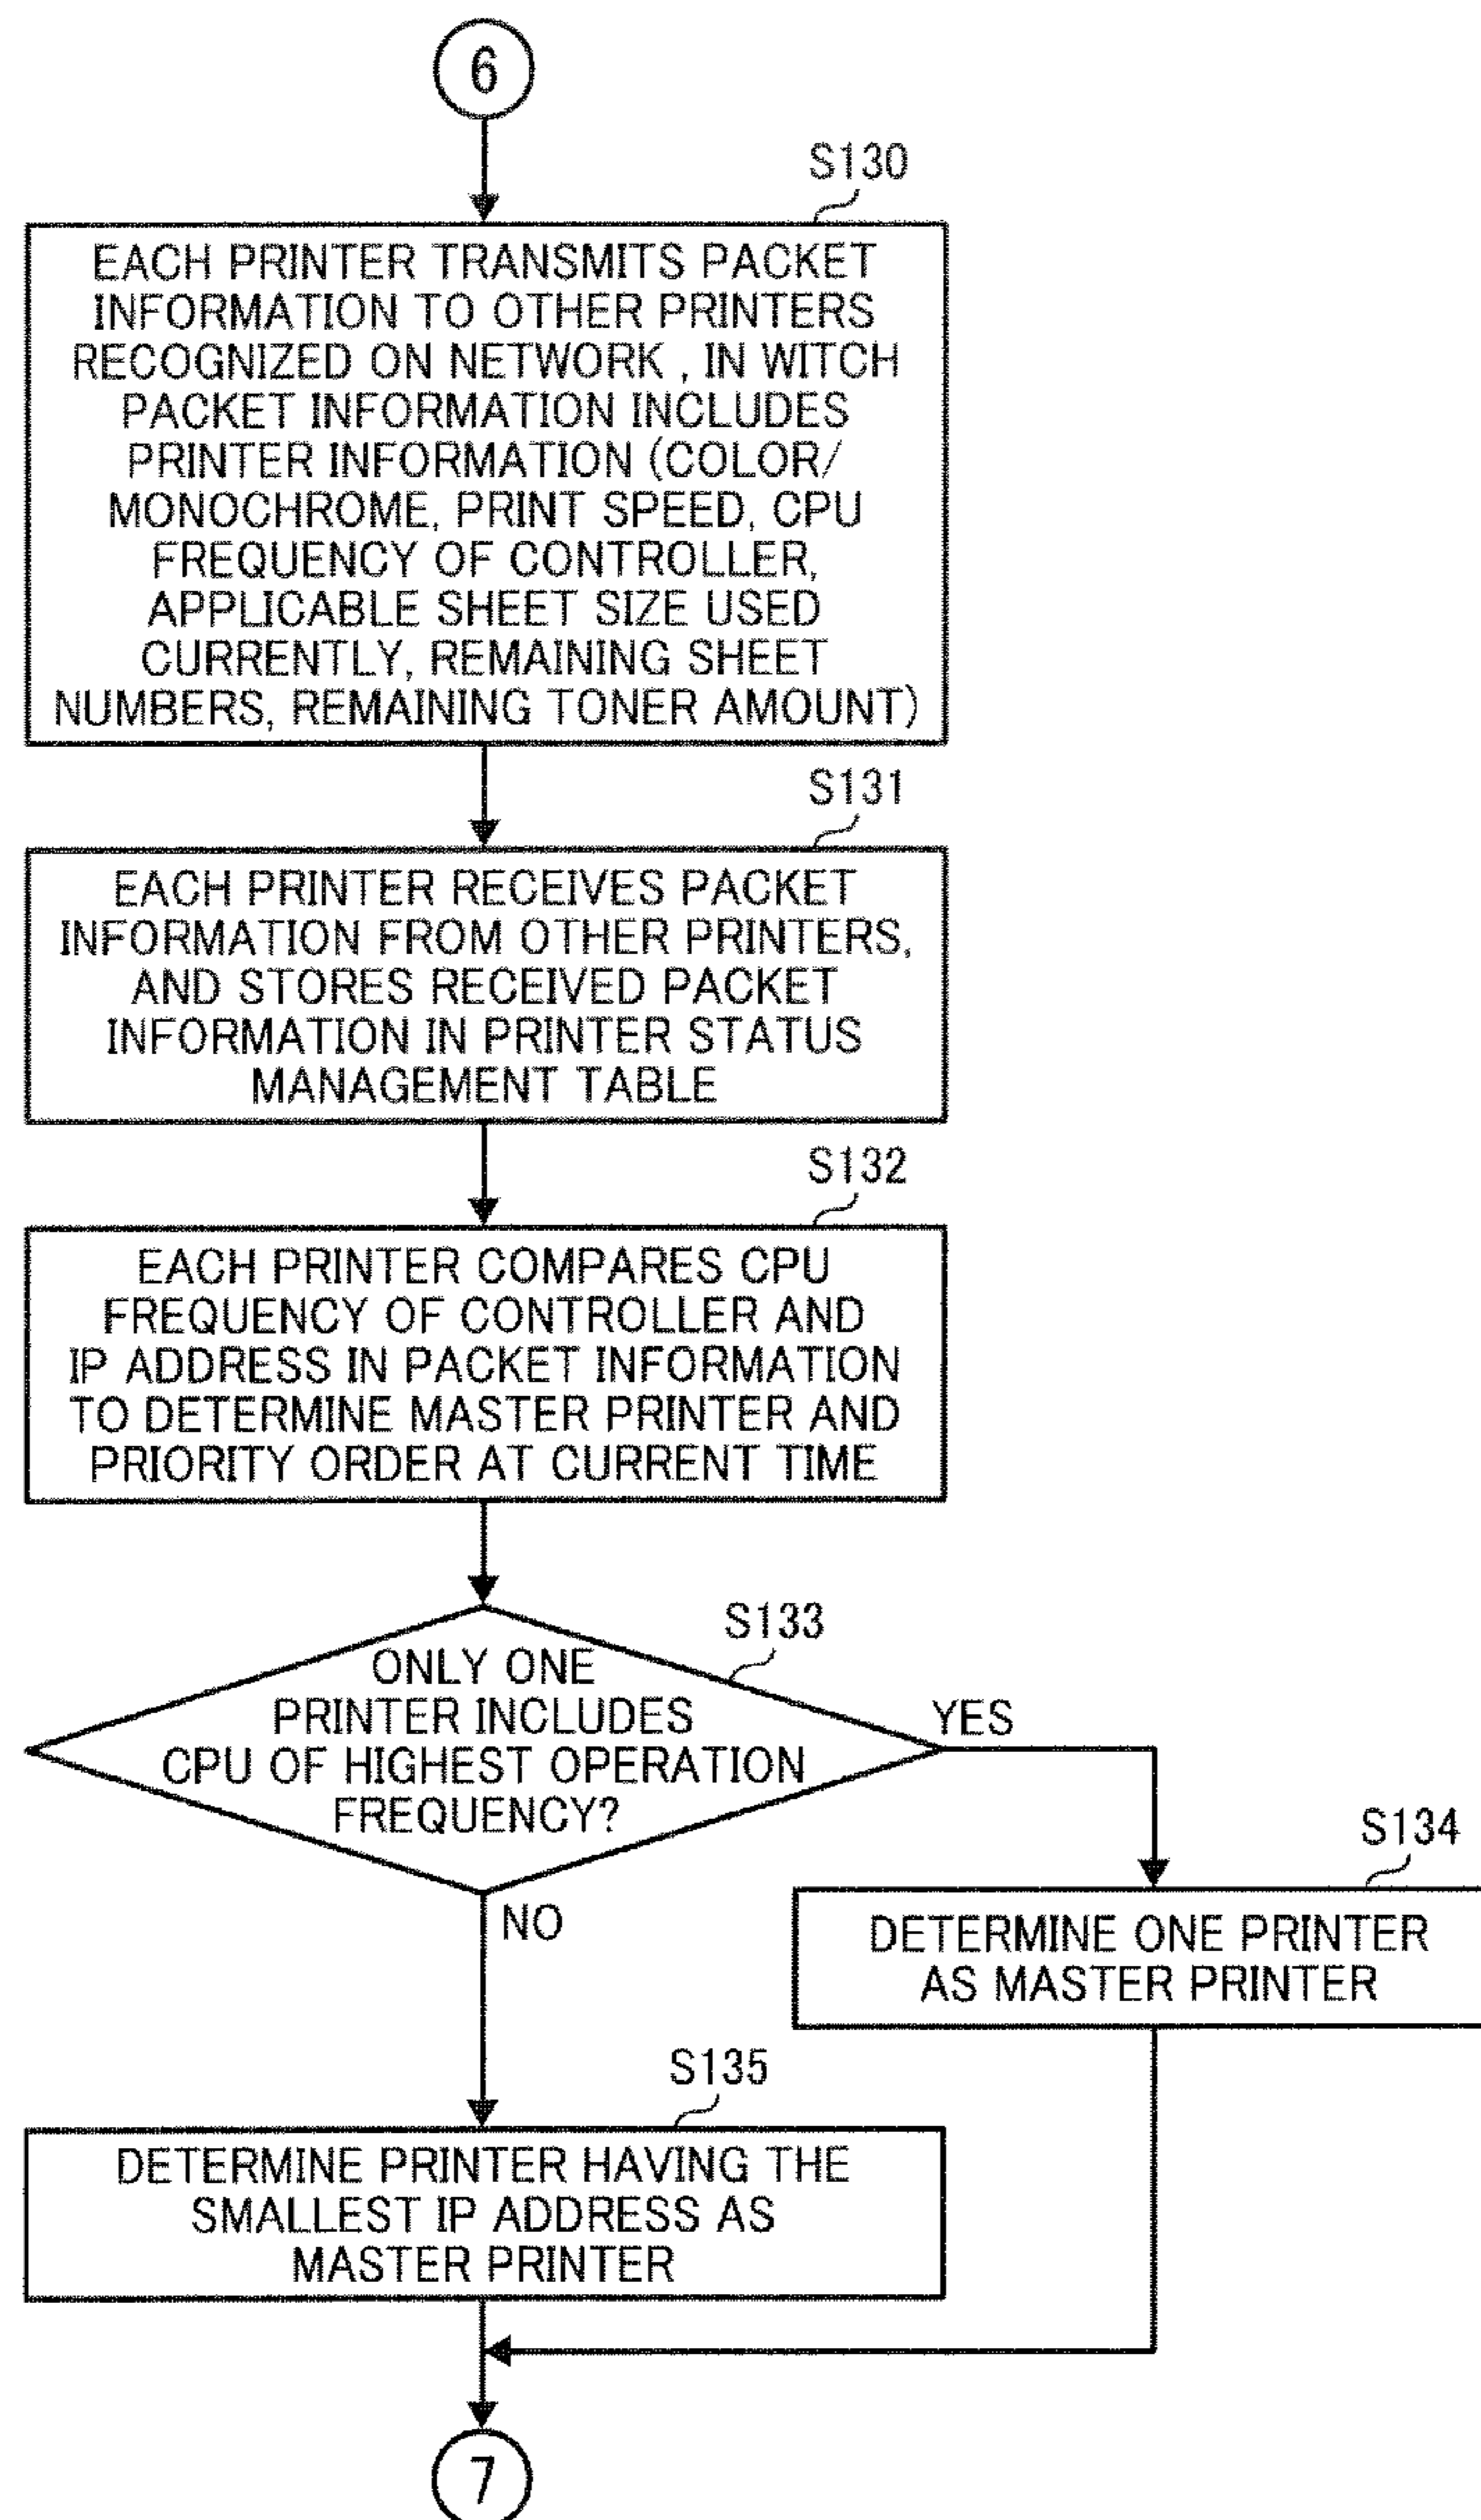 6
S130
EACH PRINTER TRANSMITS PACKET
INFORMATION TO OTHER PRINTERS
RECOGNIZED ON NETWORK , IN WITCH
PACKET INFORMATION INCLUDES
PRINTER INFORMATION (COLOR/
MONOCHROME, PRINT SPEED, CPU
FREQUENCY OF CONTROLLER,
APPLICABLE SHEET SIZE USED
CURRENTLY, REMAINING SHEET
NUMBERS, REMAINING TONER AMOUNT)
S131
EACH PRINTER RECEIVES PACKET
INFORMATION FROM OTHER PRINTERS,
AND STORES RECEIVED PACKET
INFORMATION IN PRINTER STATUS
MANAGEMENT TABLE
S132
EACH PRINTER COMPARES CPU
FREQUENCY OF CONTROLLER AND
IP ADDRESS IN PACKET INFORMATION
TO DETERMINE MASTER PRINTER AND
PRIORITY ORDER AT CURRENT TIME
S133
ONLY ONE
PRINTER INCLUDES
CPU OF HIGHEST OPERATION
FREQUENCY?
YES
S134
DETERMINE ONE PRINTER
AS MASTER PRINTER
NO
S135
DETERMINE PRINTER HAVING THE
SMALLEST IP ADDRESS AS
MASTER PRINTER
7